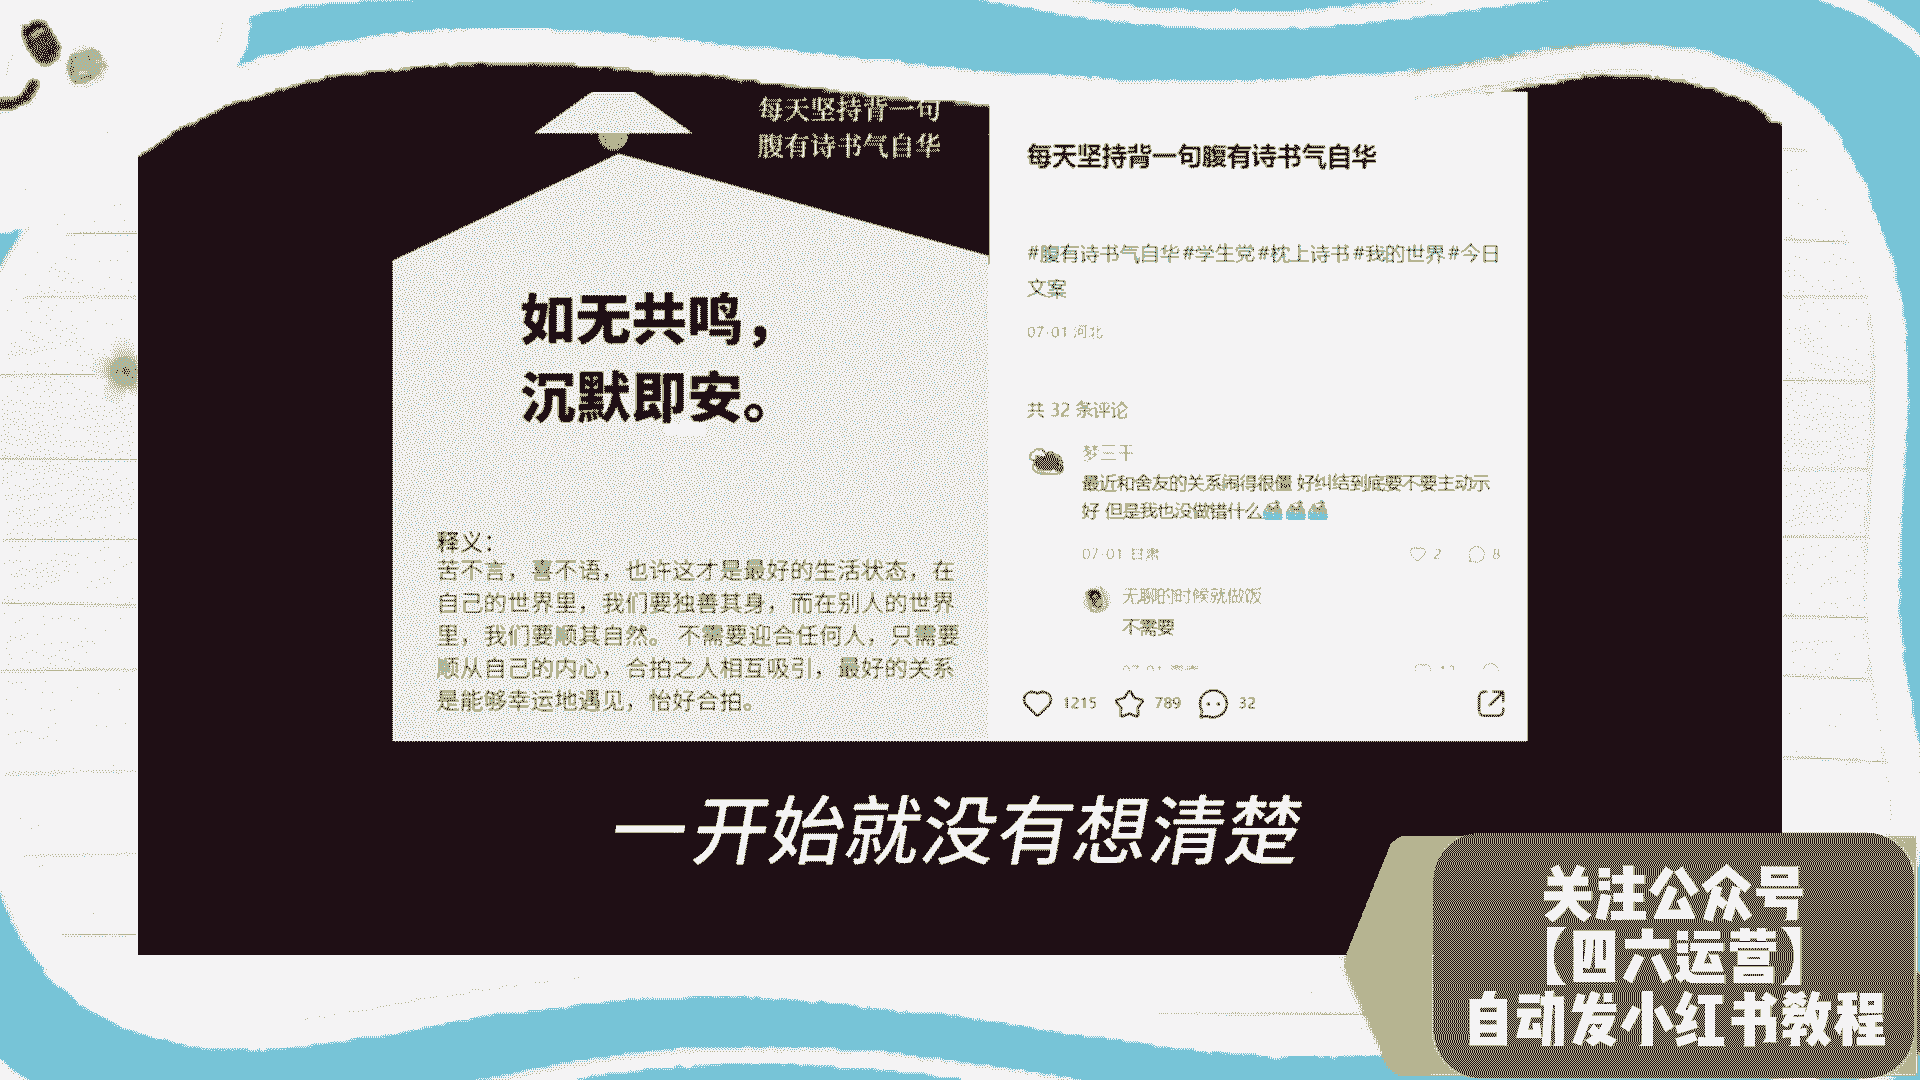 每天坚持背一句
腹有诗书气自华
如无共鸣，
沉默即安。
释义：
苦不言，喜不语，也许这才是最好的生活状态，在
自己的世界里，我们要独善其身，而在别人的世界
里，我们要顺其自然。 不需要迎合任何人，只需要
顺从自己的内心，合拍之人相互吸引，最好的关系
是能够幸运地遇见，恰好合拍。
每天坚持背一句腹有诗书气自华
#腹有诗书气自华 #学生党 #枕上诗书 #我的世界 #今日
文案
07-01 河北
共 32 条评论
梦三千
最近和舍友的关系闹得很僵 好纠结到底要不要主动示
好 但是我也没做错什么
07-01 甘肃
2
8
无聊的时候就做饭
不需要
1215
789
32
一开始就没有想清楚
关注公众号
【四六运营】
自动发小红书教程